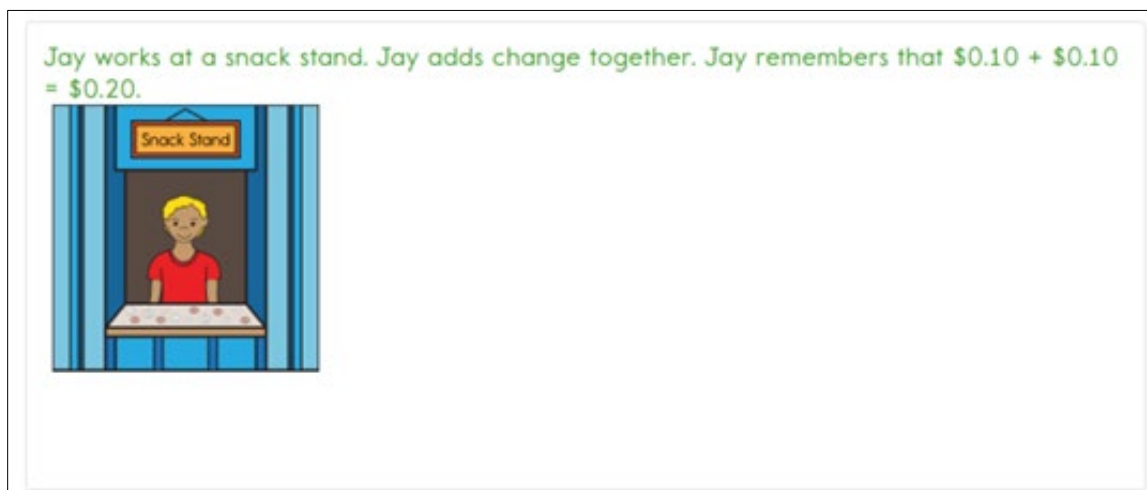 Jay works at a snack stand. Jay adds change together. Jay remembers that $0.10 + $0.10
= $0.20.
Snack Stand